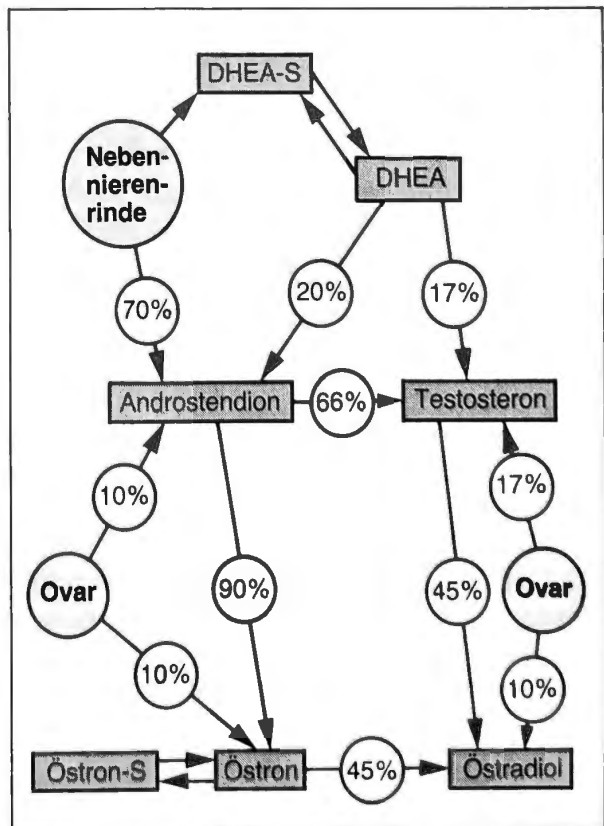 DHEA-S
Neben-
nieren-
rinde
DHEA
70%
20%
17%
Androstendion
66%
Testosteron
10%
17%
Ovar
90%
45%
Ovar
10%
10%
Östron-S
Östron
45%
Östradiol